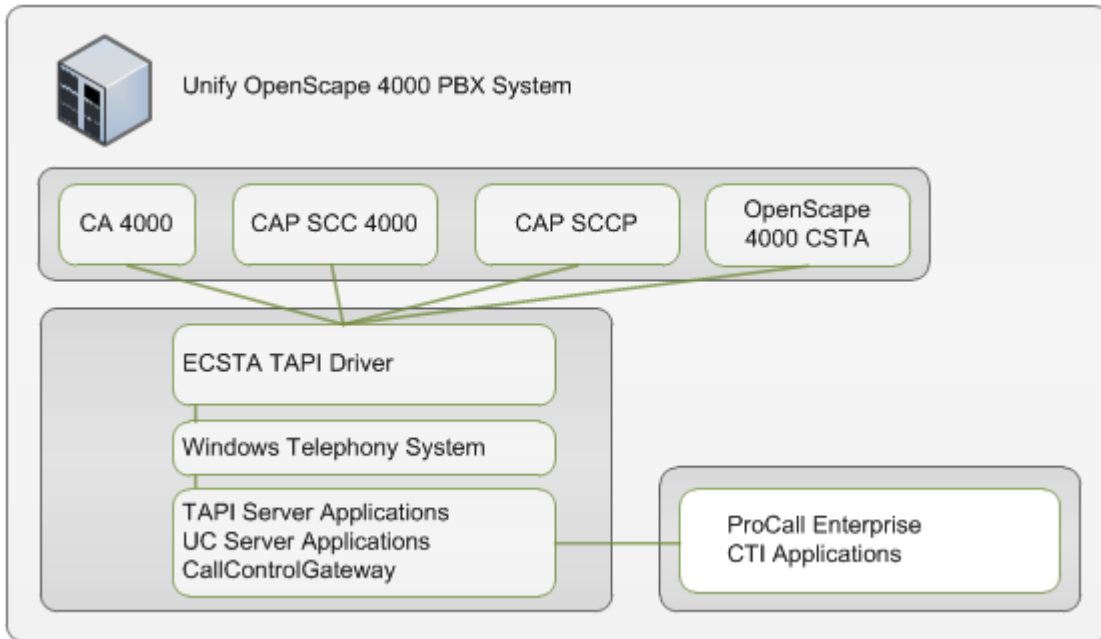 Unify OpenScape 4000 PBX System
CA 4000
CAP SCC 4000
CAP SCCP
OpenScape
4000 CSTA
ECSTA TAPI Driver
Windows Telephony System
TAPI Server Applications
UC Server Applications
CallControlGateway
ProCall Enterprise
CTI Applications